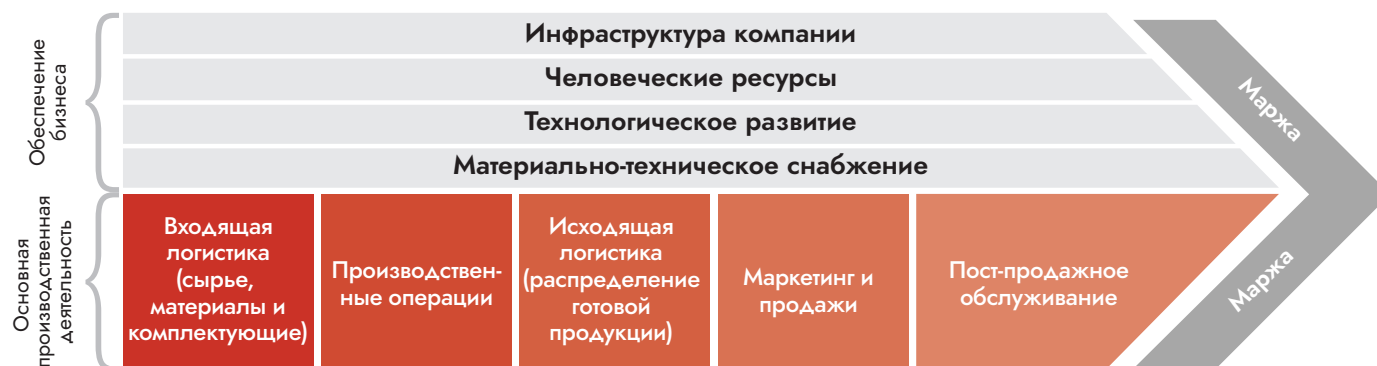 Обеспечение
бизнеса
Инфраструктура компании
Человеческие ресурсы
Технологическое развитие
Материально-техническое снабжение
Маржа
Основная
производственная
деятельность
Входящая
логистика
(сырье,
материалы и
комплектующие)
Производствен-
ные операции
Исходящая
логистика
(распределение
готовой
продукции)
Маркетинг и
продажи
Пост-продажное
обслуживание
Маржа